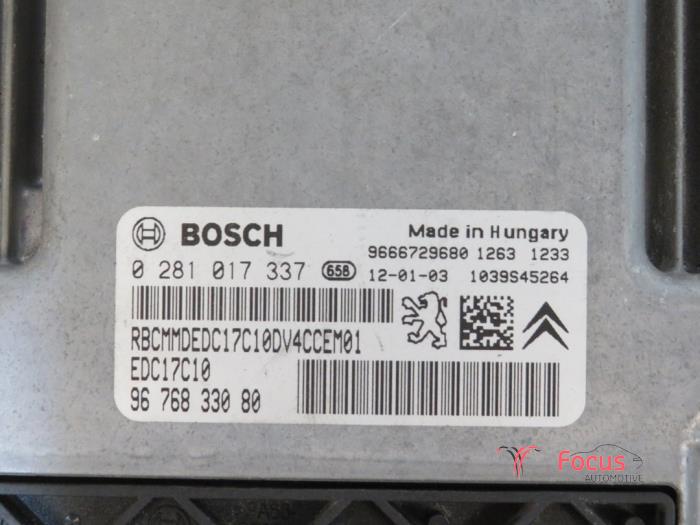 BOSCH
Made in Hungary
9666729680 1263 1233
0 281 017 337 658 12-01-03 1039S45264
RBCMMDEDC17C10DV4CCEM01
EDC17C10
96 768 330 80
Focus
AUTOMOTIVE